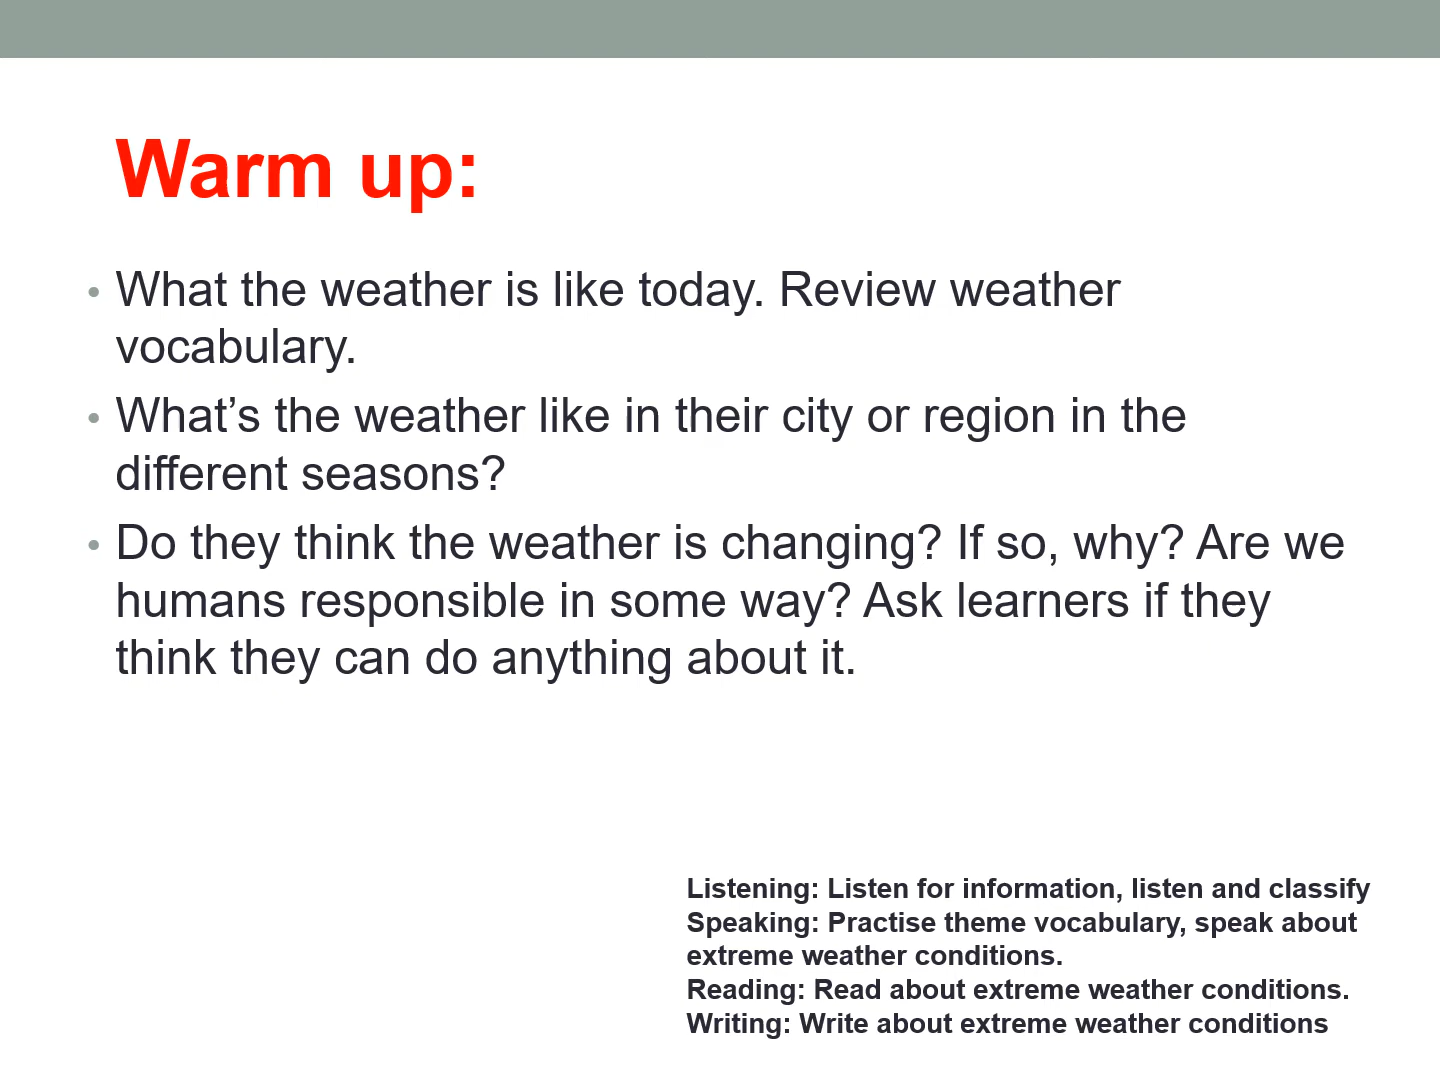 Warm up:
• What the weather is like today. Review weather
vocabulary.
• What’s the weather like in their city or region in the
different seasons?
• Do they think the weather is changing? If so, why? Are we
humans responsible in some way? Ask learners if they
think they can do anything about it.
Listening: Listen for information, listen and classify
Speaking: Practise theme vocabulary, speak about
extreme weather conditions.
Reading: Read about extreme weather conditions.
Writing: Write about extreme weather conditions